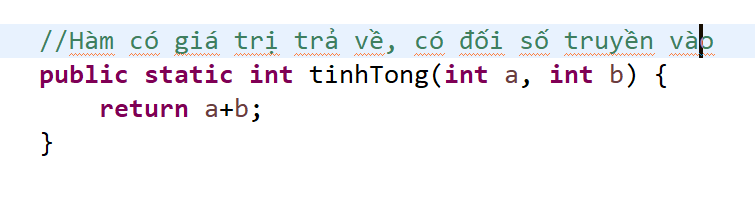 //Hàm có giá trị trả về, có đối số truyền vào
public static int tinhTong(int a, int b) {
    return a+b;
}